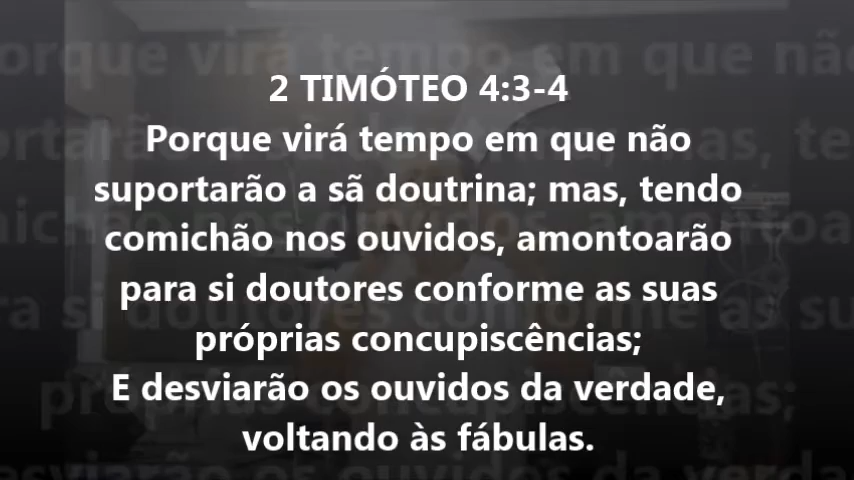 2 TIMÓTEO 4:3-4
Porque virá tempo em que não
suportarão a sã doutrina; mas, tendo
comichão nos ouvidos, amontoarão
para si doutores conforme as suas
próprias concupiscências;
E desviarão os ouvidos da verdade,
voltando às fábulas.